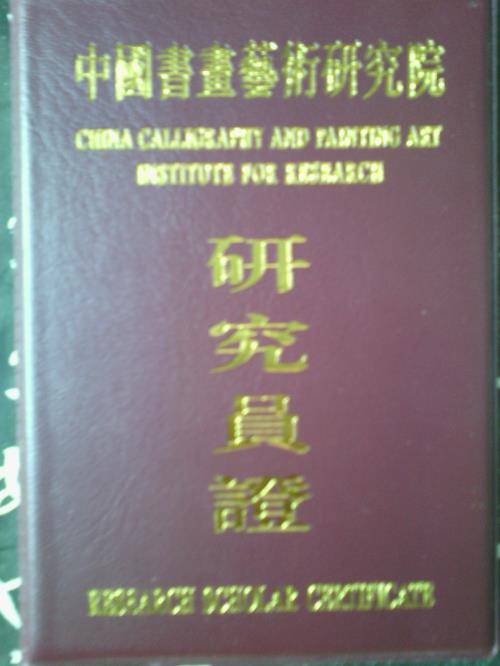 中國書畫藝術研究院
CHINA CALLIGRAPHY AND PAINTING ART
INSTITUTE FOR RESEARCH
研究員證
RESEARCH SCHOLAR CERTIFICATE